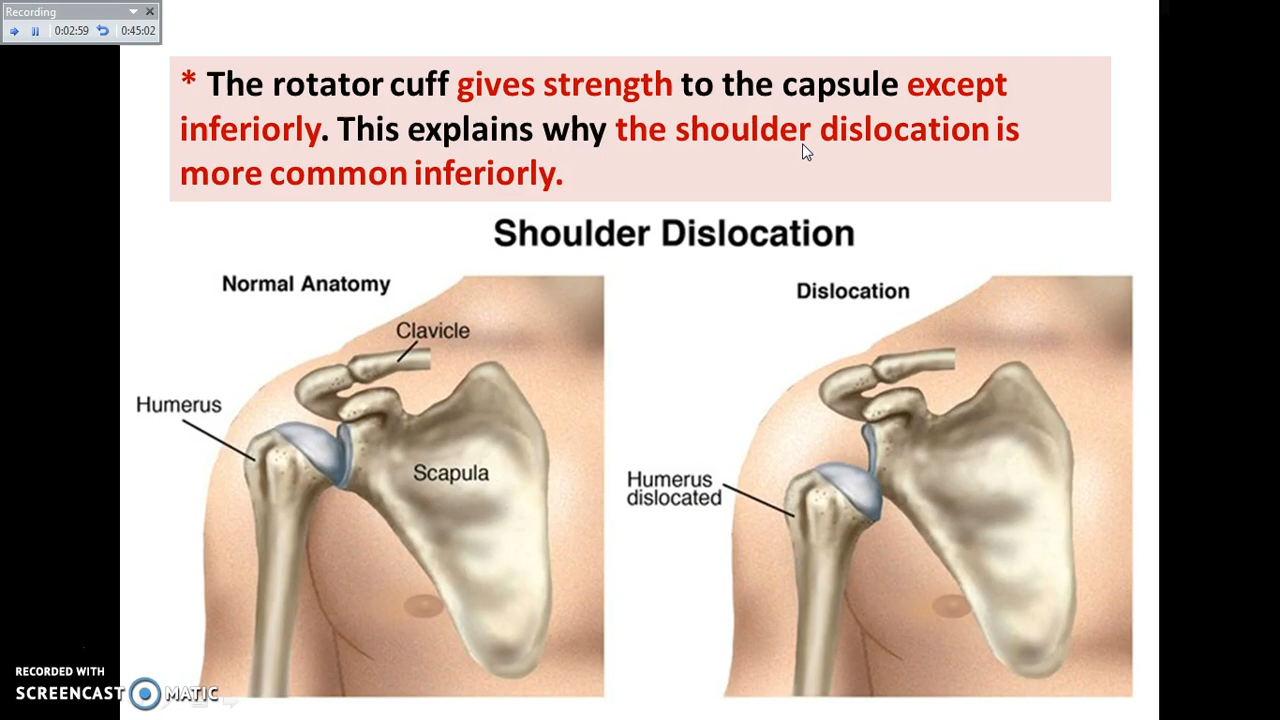 Recording
0:02:59
0:45:02
* The rotator cuff gives strength to the capsule except
inferiorly. This explains why the shoulder dislocation is
more common inferiorly.
Shoulder Dislocation
Normal Anatomy
Dislocation
Clavicle
Humerus
Scapula
Humerus
dislocated
RECORDED WITH
SCREENCAST MATIC